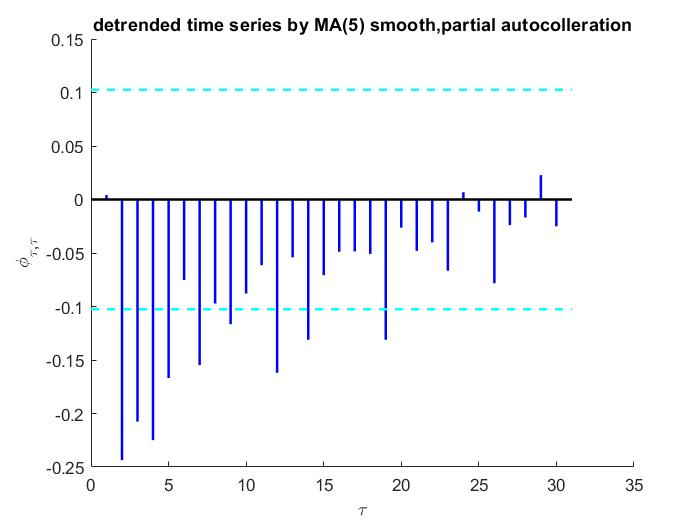 detrended time series by MA(5) smooth,partial autocolleration
0.15
0.1
0.05
0
-0.05
-0.1
-0.15
-0.2
-0.25
ϕ̂τ,τ
0 5 10 15 20 25 30 35
τ